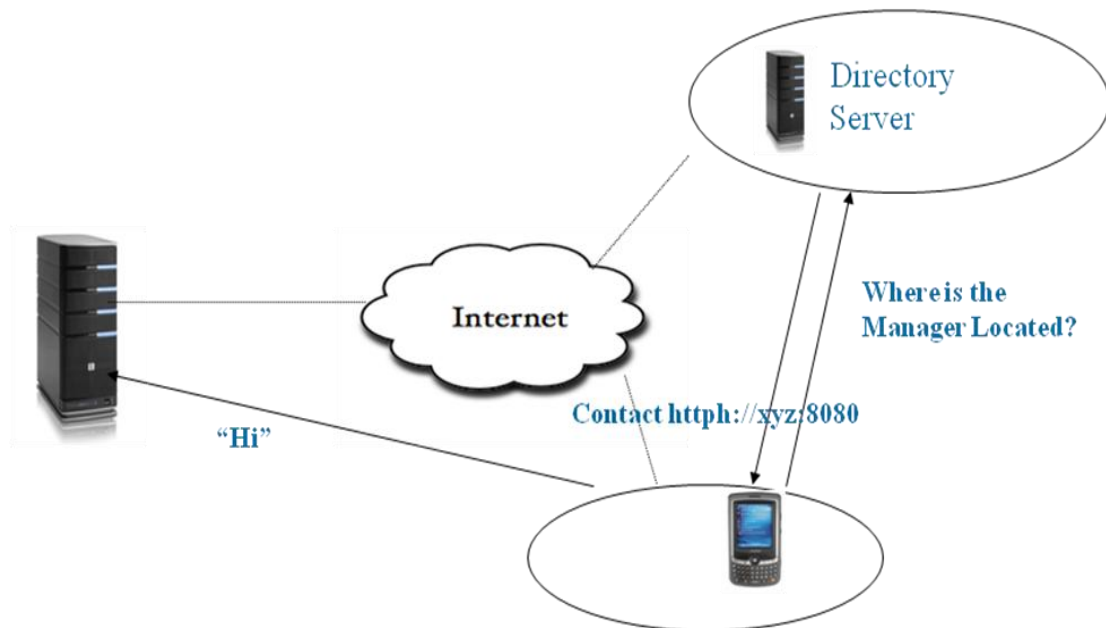 Directory
Server
Where is the
Manager Located?
Internet
Contact httph://xyz:8080
“Hi”